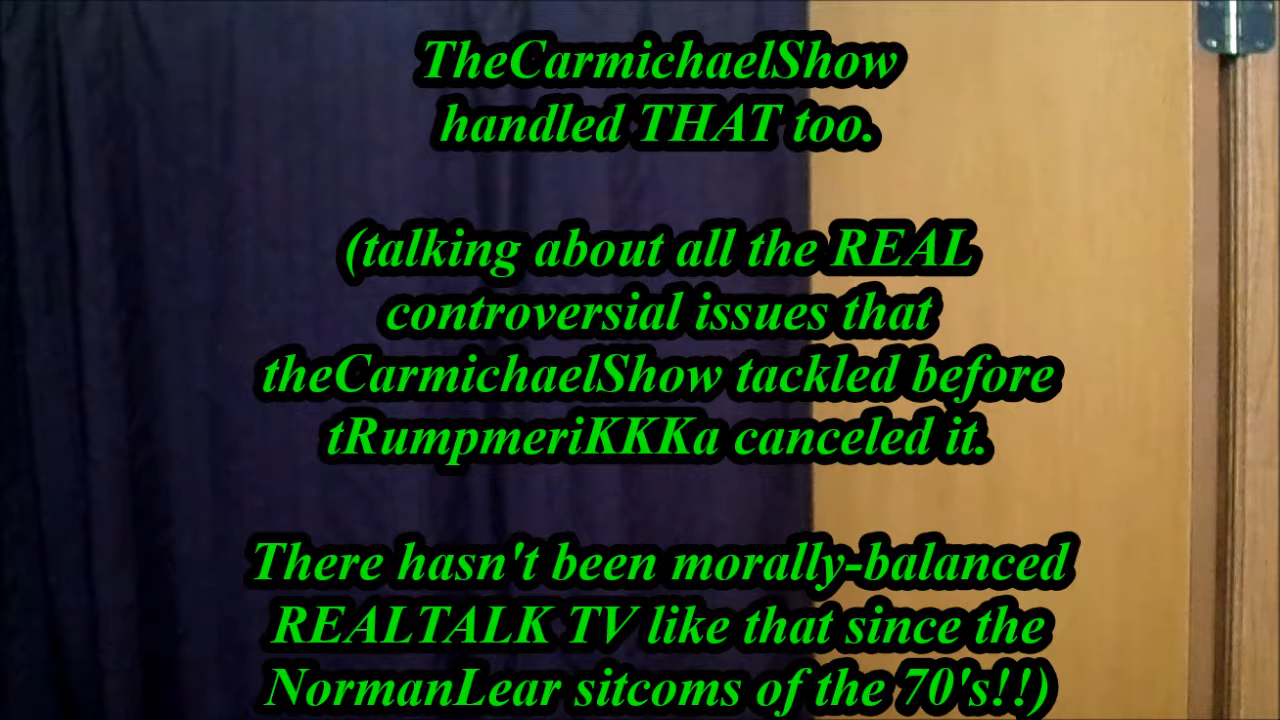 TheCarmichaelShow
handled THAT too.
(talking about all the REAL
controversial issues that
theCarmichaelShow tackled before
tRumpmeriKKKa canceled it.
There hasn't been morally-balanced
REALTALK TV like that since the
NormanLear sitcoms of the 70's!!)